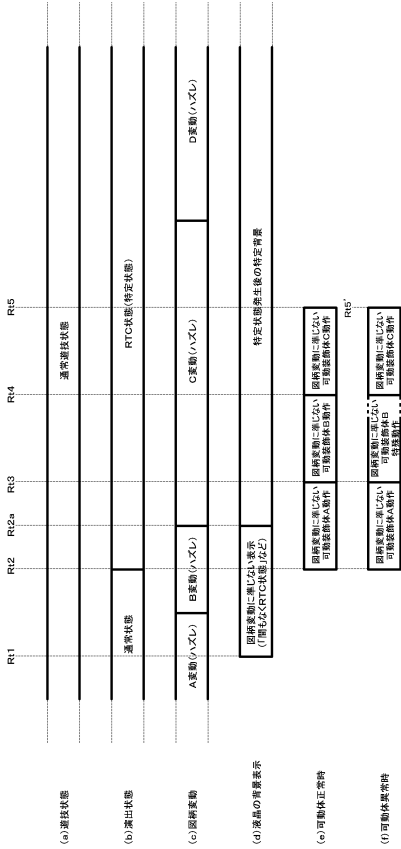 Rt1
Rt2
Rt2a
Rt3
Rt4
Rt5
(a)遊技状態
通常遊技状態
(b)演出状態
通常状態
RTC状態(特定状態)
(c)図柄変動
A変動(ハズレ)
B変動(ハズレ)
C変動(ハズレ)
D変動(ハズレ)
(d)液晶の背景表示
図柄変動に準じない表示
(「間もなくRTC状態」など)
特定状態発生後の特定背景
(e)可動体正常時
図柄変動に準じない
可動装飾体A動作
図柄変動に準じない
可動装飾体B動作
図柄変動に準じない
可動装飾体C動作
Rt5'
(f)可動体異常時
図柄変動に準じない
可動装飾体A動作
図柄変動に準じない
可動装飾体B
特殊動作
図柄変動に準じない
可動装飾体C動作